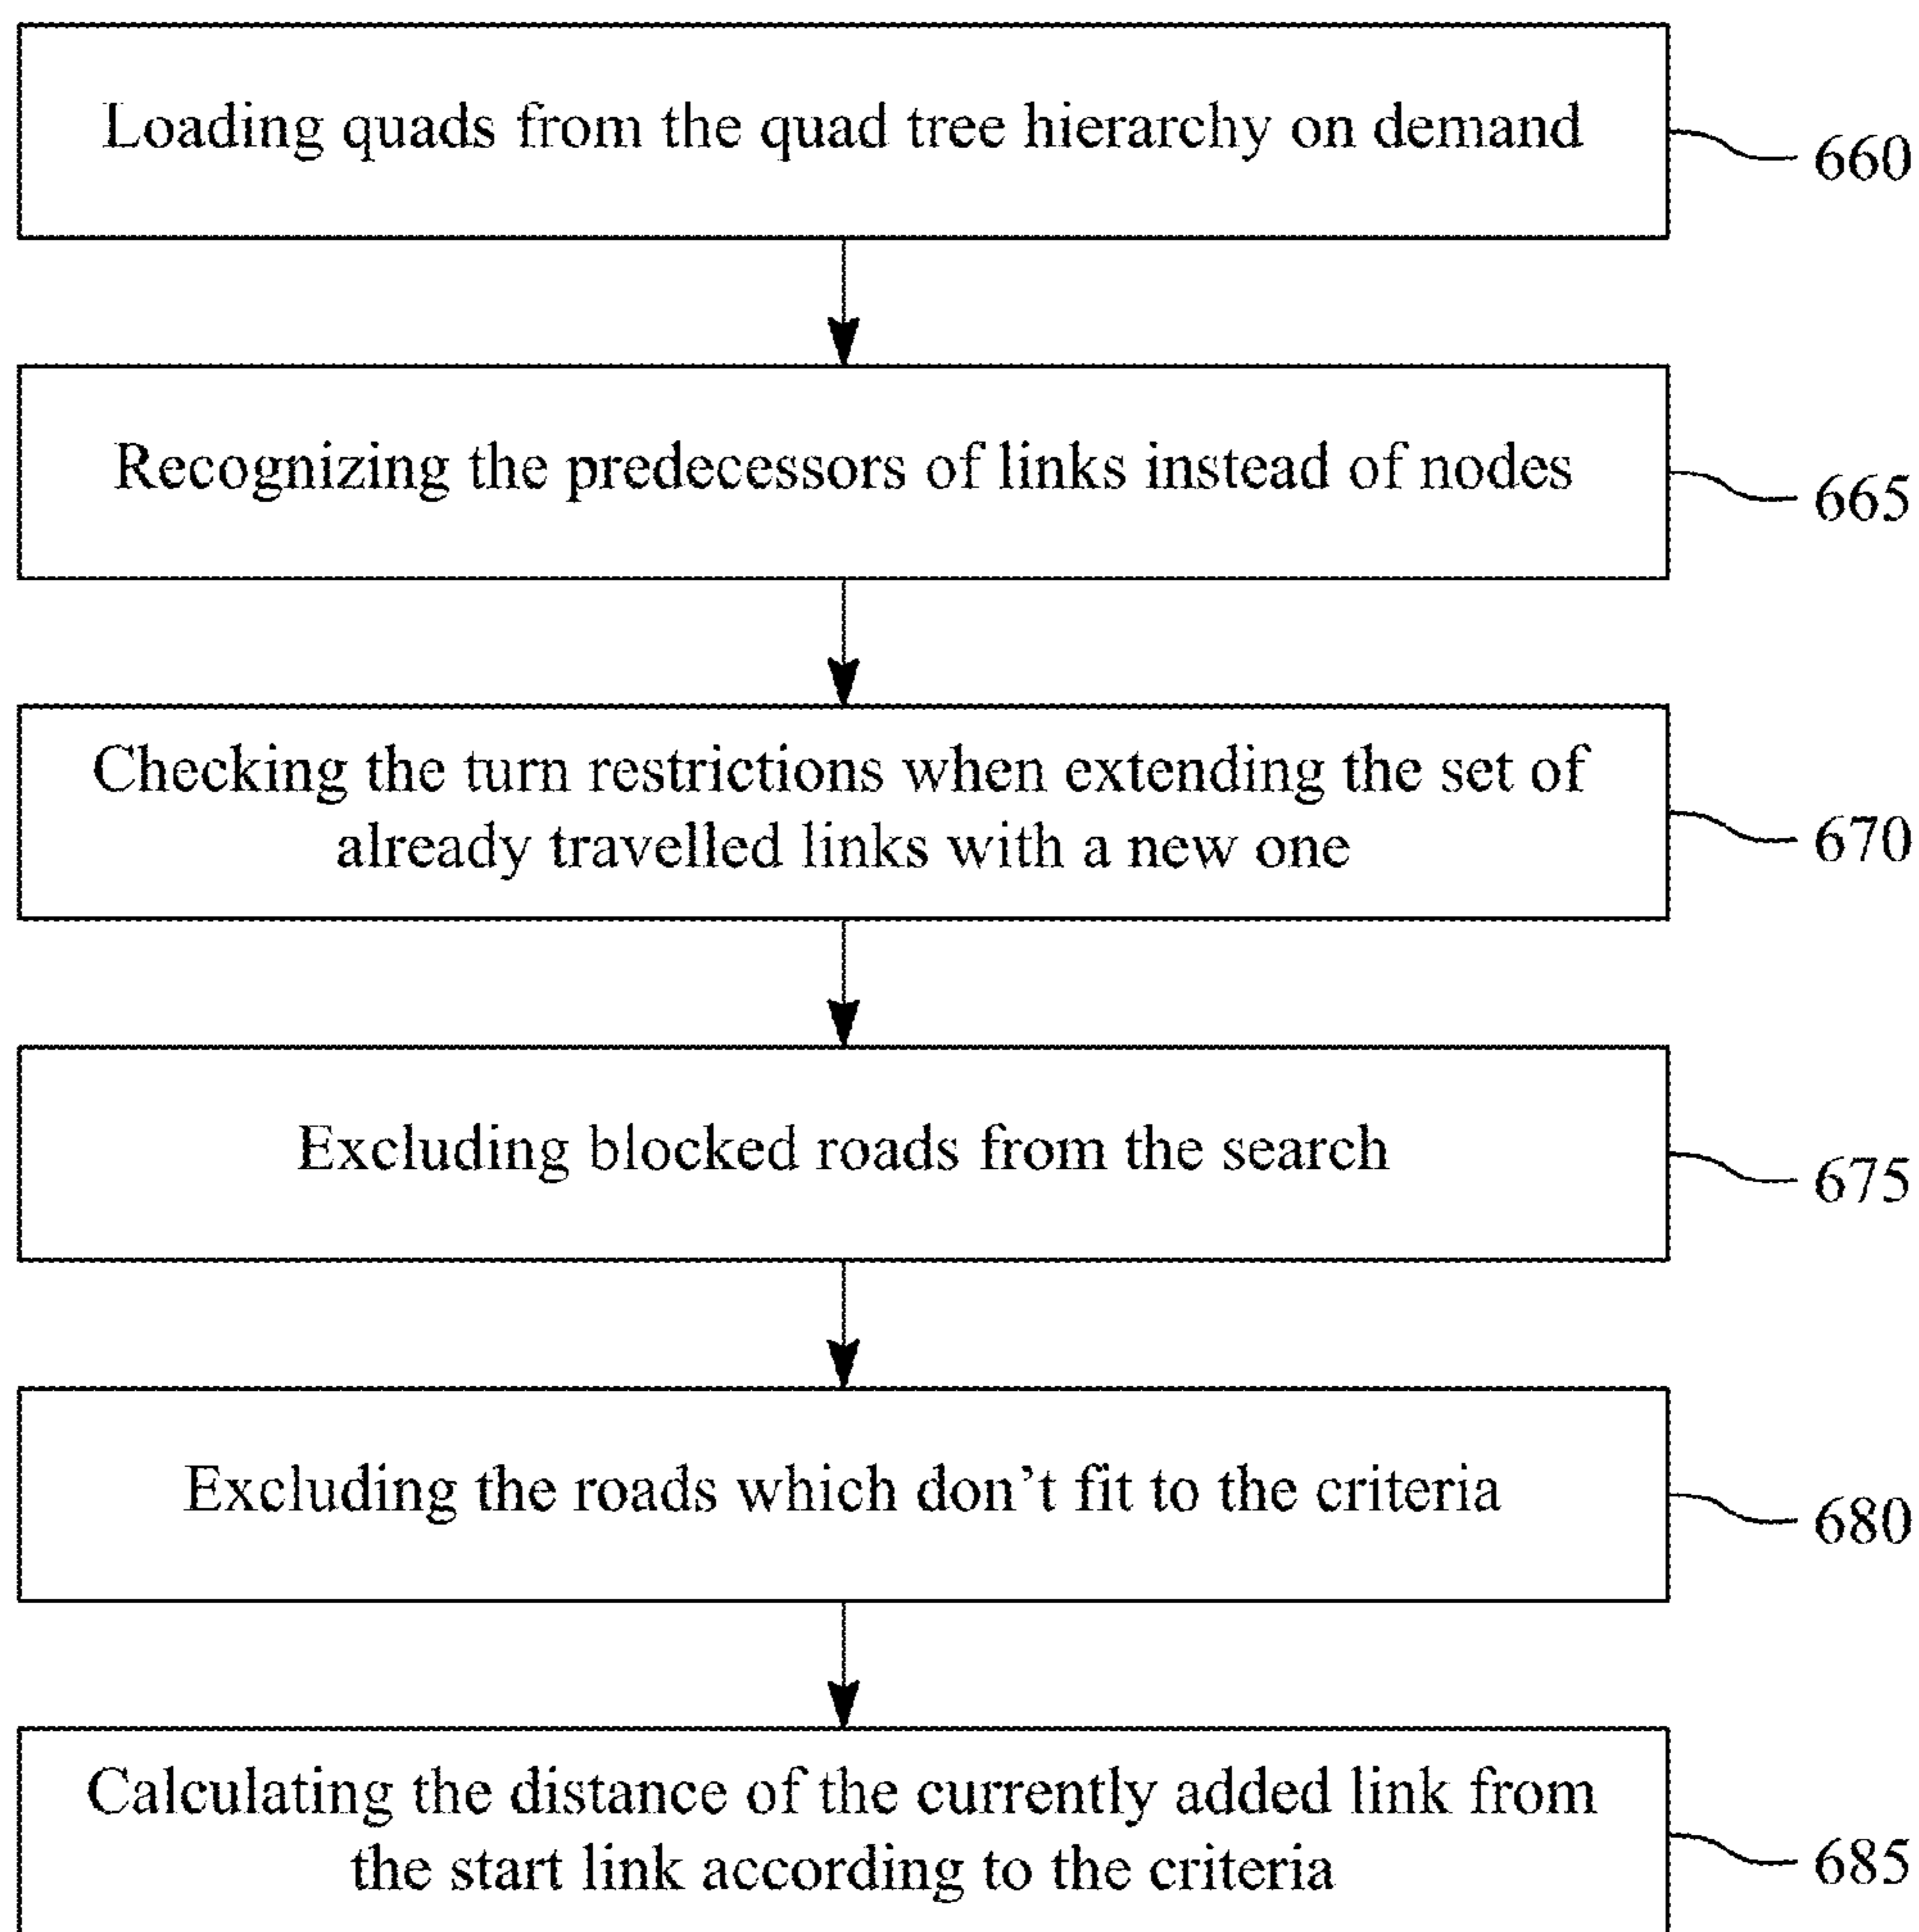 Loading quads from the quad tree hierarchy on demand
660
Recognizing the predecessors of links instead of nodes
665
Checking the turn restrictions when extending the set of
already travelled links with a new one
670
Excluding blocked roads from the search
675
Excluding the roads which don't fit to the criteria
680
Calculating the distance of the currently added link from
the start link according to the criteria
685